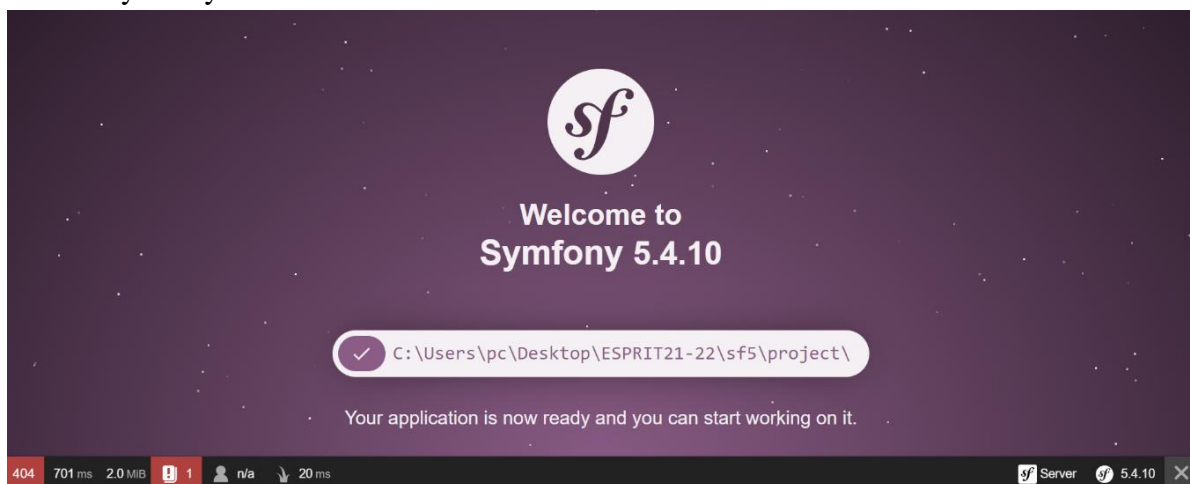 sf
Welcome to
Symfony 5.4.10
C:\Users\pc\Desktop\ESPRIT21-22\sf5\project\
Your application is now ready and you can start working on it.
404 701 ms 2.0 MiB 1 n/a 20 ms sf Server sf 5.4.10